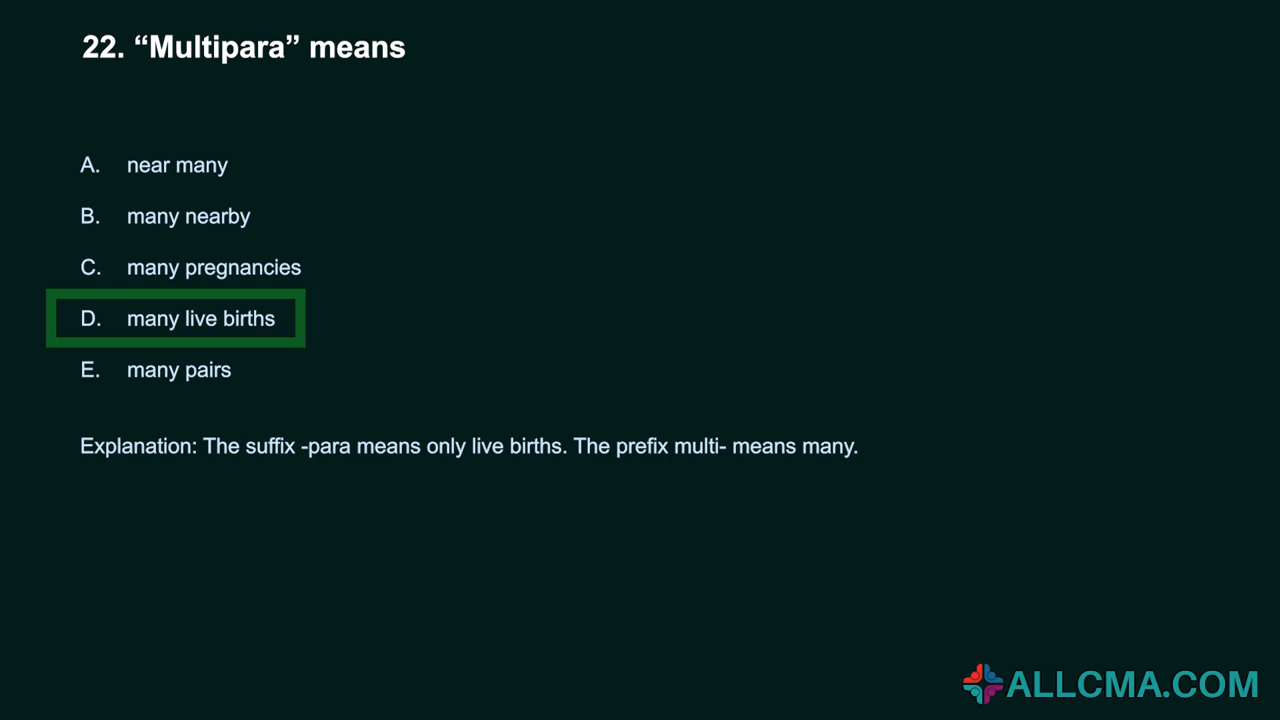 22. “Multipara” means
A. near many
B. many nearby
C. many pregnancies
D. many live births
E. many pairs
Explanation: The suffix -para means only live births. The prefix multi- means many.
ALLCMA.COM